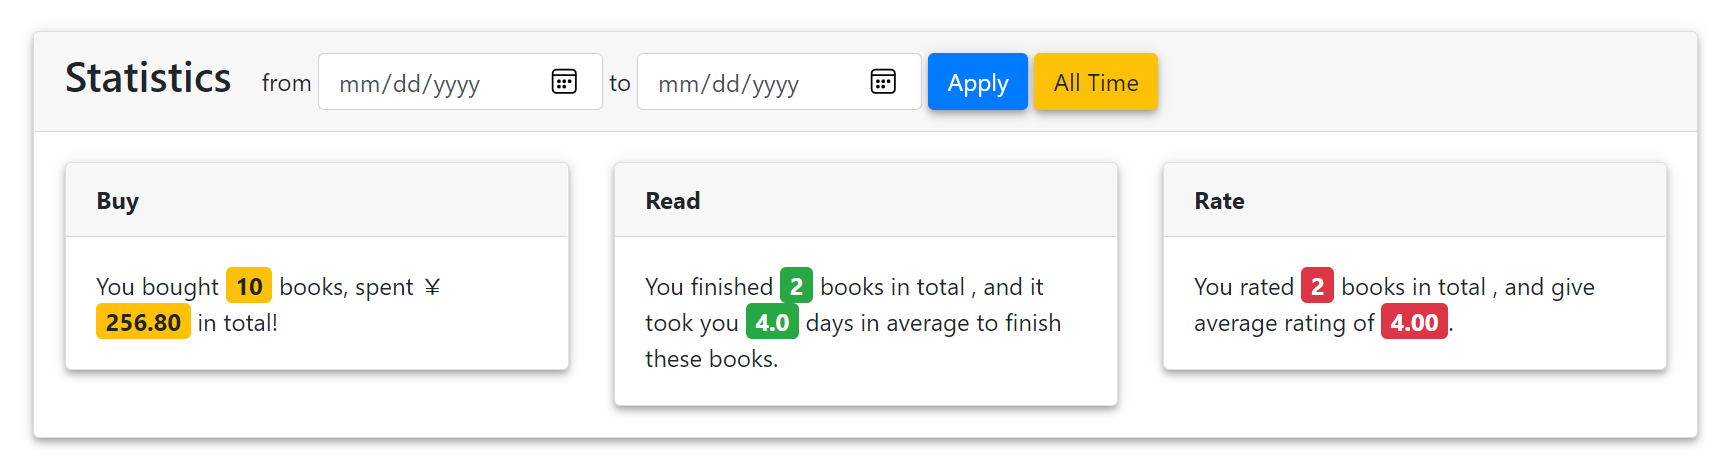 Statistics from mm/dd/yyyy to mm/dd/yyyy Apply All Time
Buy
You bought 10 books, spent ¥
256.80 in total!
Read
You finished 2 books in total , and it
took you 4.0 days in average to finish
these books.
Rate
You rated 2 books in total , and give
average rating of 4.00.